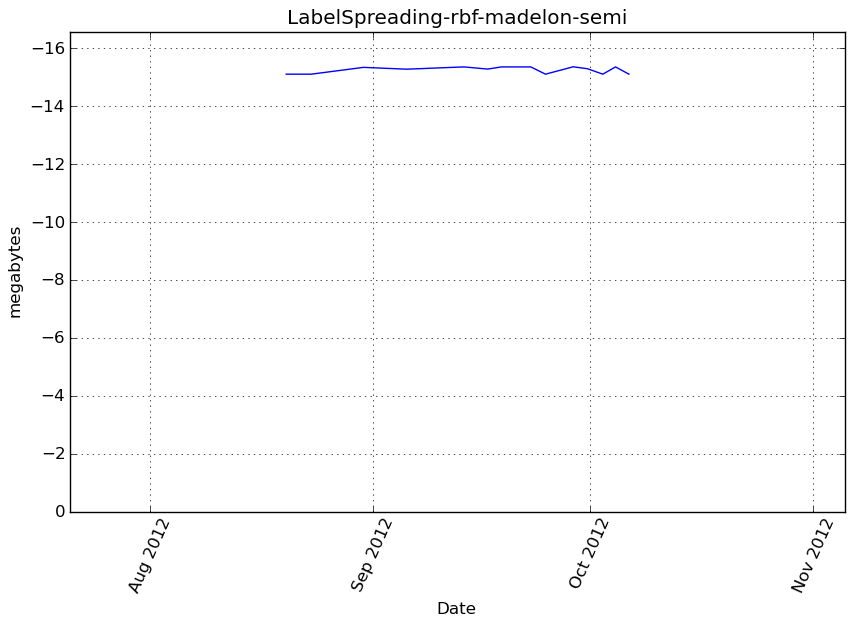 LabelSpreading-rbf-madelon-semi
−16
−14
−12
−10
−8
−6
−4
−2
0
megabytes
Aug 2012
Sep 2012
Oct 2012
Nov 2012
Date